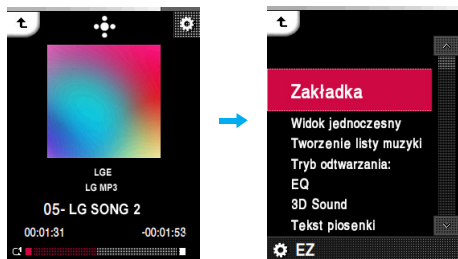 LGE
LG MP3
05- LG SONG 2
00:01:31 -00:01:53
Zakładka
Widok jednoczesny
Tworzenie listy muzyki
Tryb odtwarzania:
EQ
3D Sound
Tekst piosenki
EZ